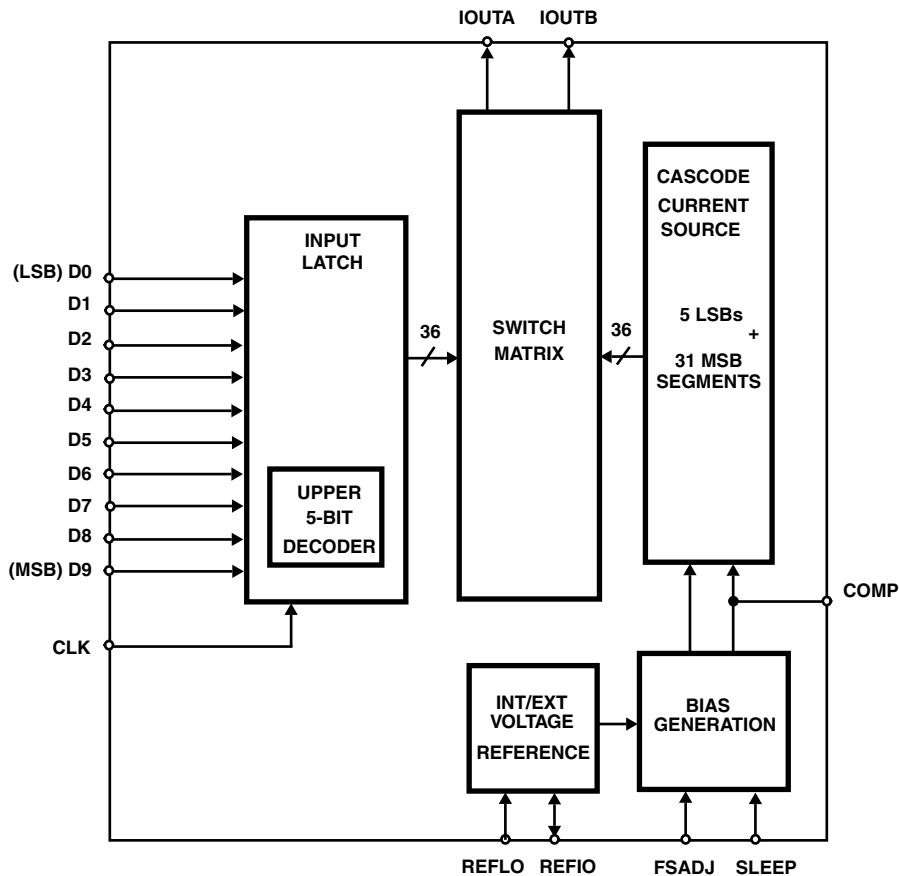 IOUTA IOUTB
CASCODE
CURRENT
SOURCE
5 LSBs
+
31 MSB
SEGMENTS
INPUT
LATCH
(LSB) D0
D1
D2
D3
D4
D5
D6
D7
D8
(MSB) D9
CLK
36
SWITCH
MATRIX
36
UPPER
5-BIT
DECODER
COMP
INT/EXT
VOLTAGE
REFERENCE
BIAS
GENERATION
REFLO REFIO FSADJ SLEEP